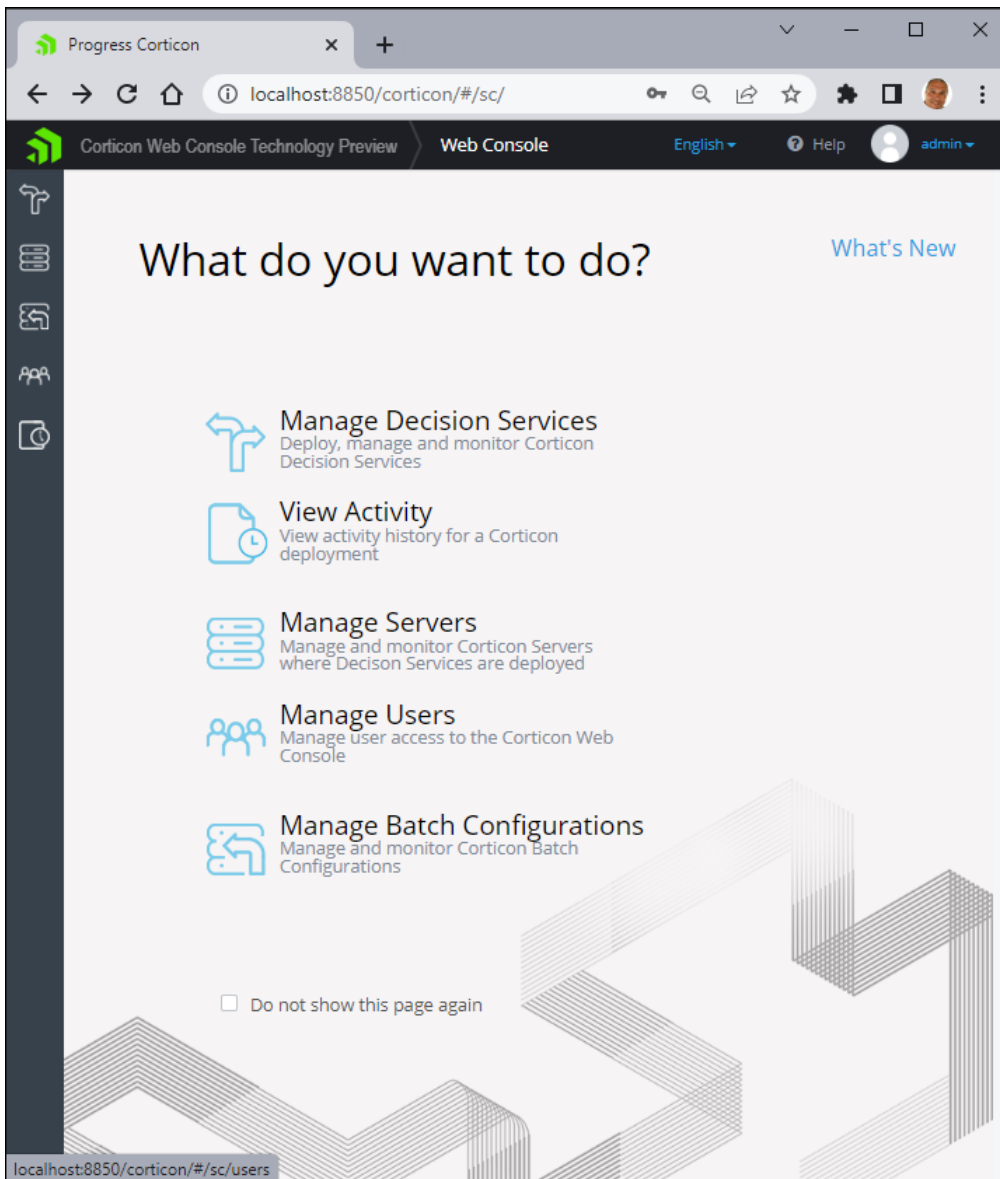 Progress Corticon
localhost:8850/corticon/#/sc/
Corticon Web Console Technology Preview
Web Console
English
Help
admin
What do you want to do?
What's New
Manage Decision Services
Deploy, manage and monitor Corticon
Decision Services
View Activity
View activity history for a Corticon
deployment
Manage Servers
Manage and monitor Corticon Servers
where Decison Services are deployed
Manage Users
Manage user access to the Corticon Web
Console
Manage Batch Configurations
Manage and monitor Corticon Batch
Configurations
Do not show this page again
localhost:8850/corticon/#/sc/users